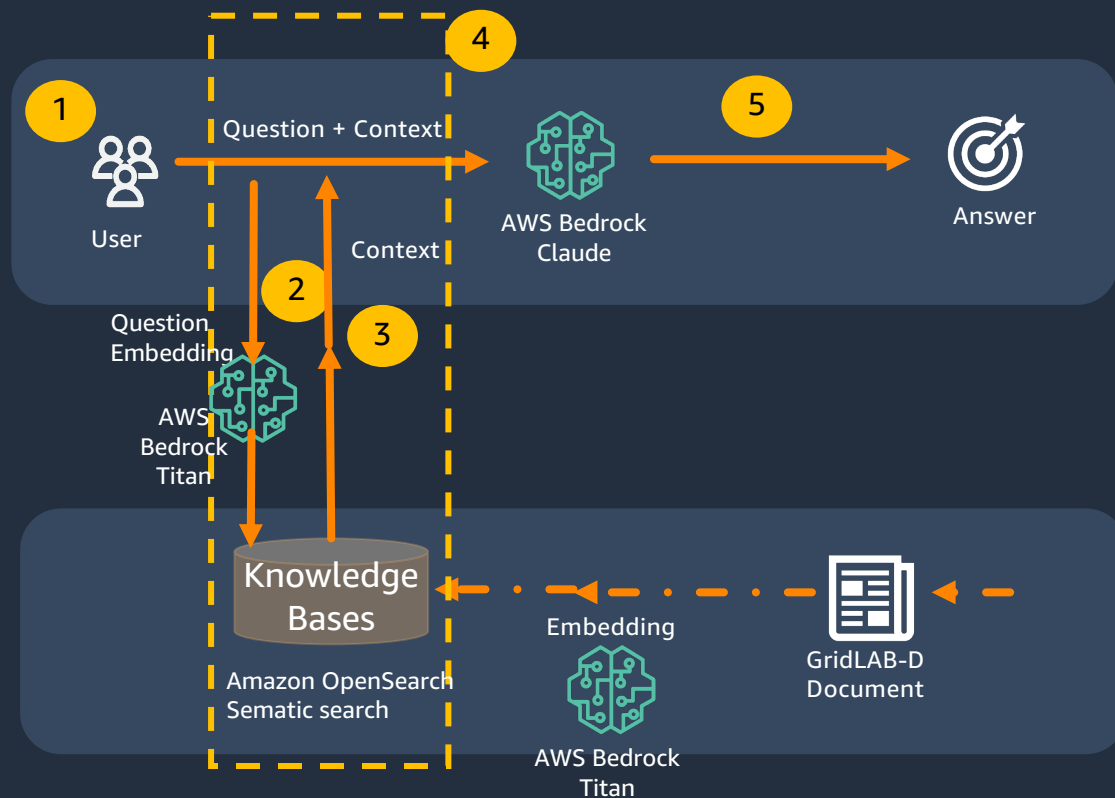 4
1
5
Question + Context
User
AWS Bedrock
Claude
Answer
Context
2
3
Question
Embedding
AWS
Bedrock
Titan
Knowledge
Bases
Amazon OpenSearch
Sematic search
Embedding
AWS Bedrock
Titan
GridLAB-D
Document